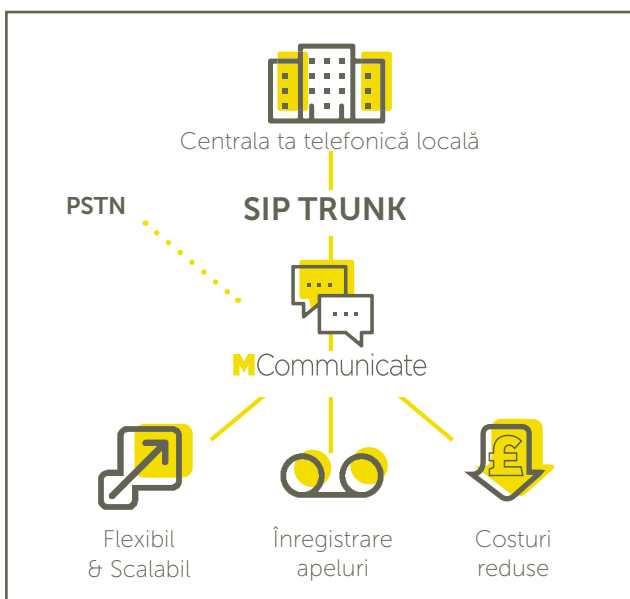 Centrala ta telefonică locală
PSTN
SIP TRUNK
MCommunicate
Flexibil
& Scalabil
Înregistrare
apeluri
£
Costuri
reduse